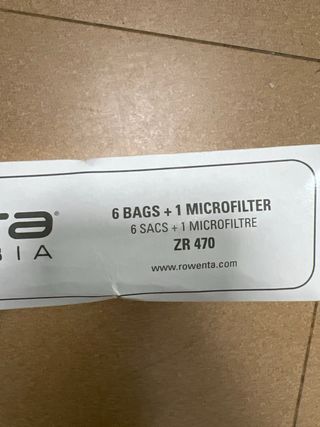 6 BAGS + 1 MICROFILTER
6 SACS + 1 MICROFILTRE
ZR 470
www.rowenta.com